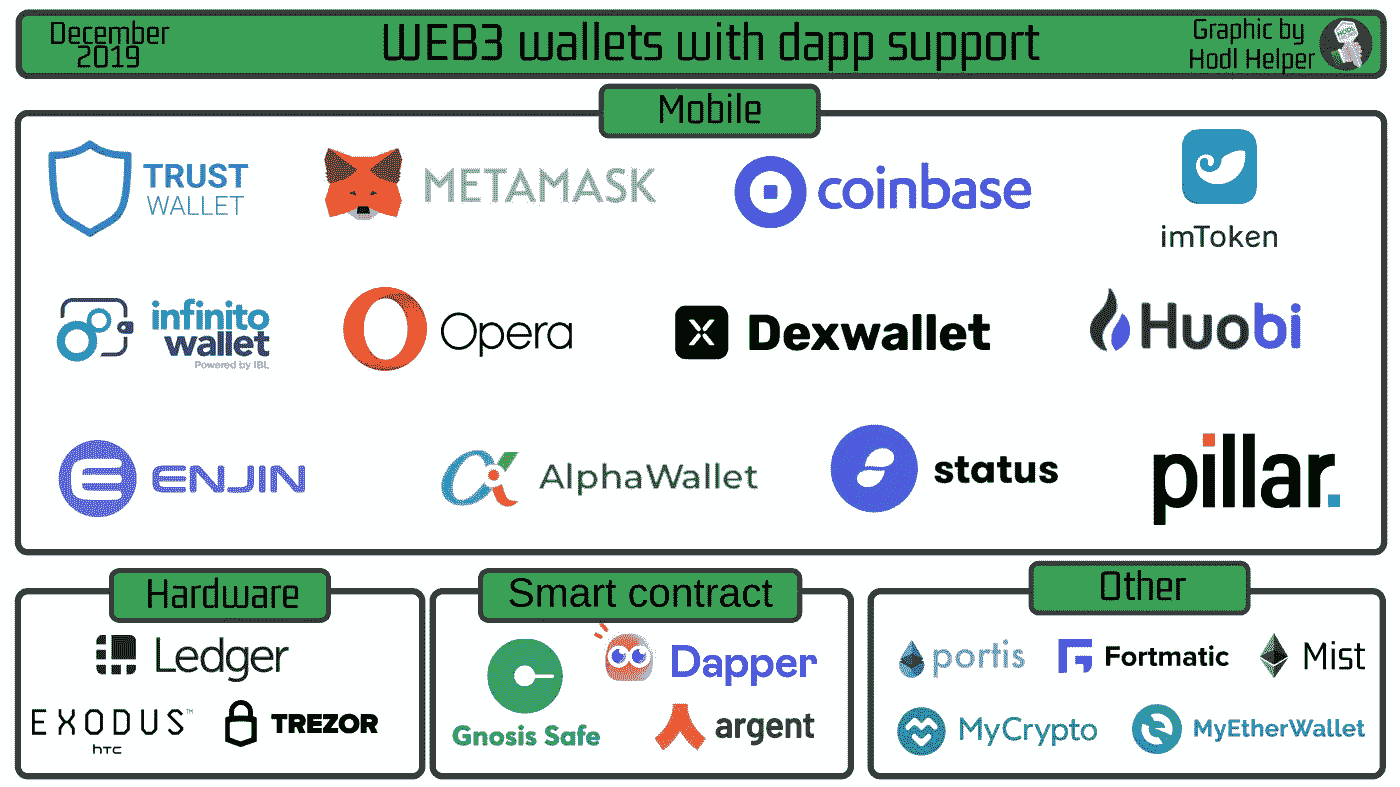 December
2019
WEB3 wallets with dapp support
Graphic by
Hodl Helper
HODL
Mobile
TRUST
WALLET
METAMASK
coinbase
imToken
infinito
wallet
Powered by IBL
Opera
Dexwallet
Huobi
ENJIN
AlphaWallet
status
pillar.
Hardware
Ledger
EXODUS™
htc
TREZOR
Smart contract
Gnosis Safe
Dapper
argent
Other
portis
Fortmatic
Mist
MyCrypto
MyEtherWallet